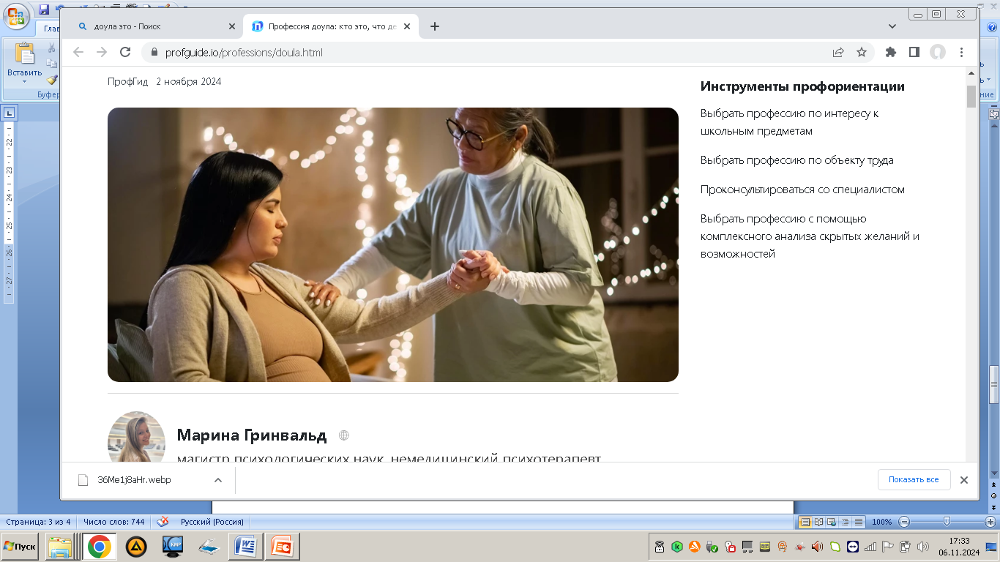 доула это - Поиск
Профессия доула: кто это, что де
profguide.io/professions/doula.html
Глав
Вставить
Буфер
ПрофГид 2 ноября 2024
Инструменты профориентации
Выбрать профессию по интересу к
школьным предметам
Выбрать профессию по объекту труда
Проконсультироваться со специалистом
Выбрать профессию с помощью
комплексного анализа скрытых желаний и
возможностей
22
23
24
25
26
27
Марина Гринвальд
магистр психологических наук, немедицинский психотерапевт
36Me1j8aHr.webp
Показать все
Страница: 3 из 4 Число слов: 744 Русский (Россия) 100%
Пуск
KMP
17:33
06.11.2024